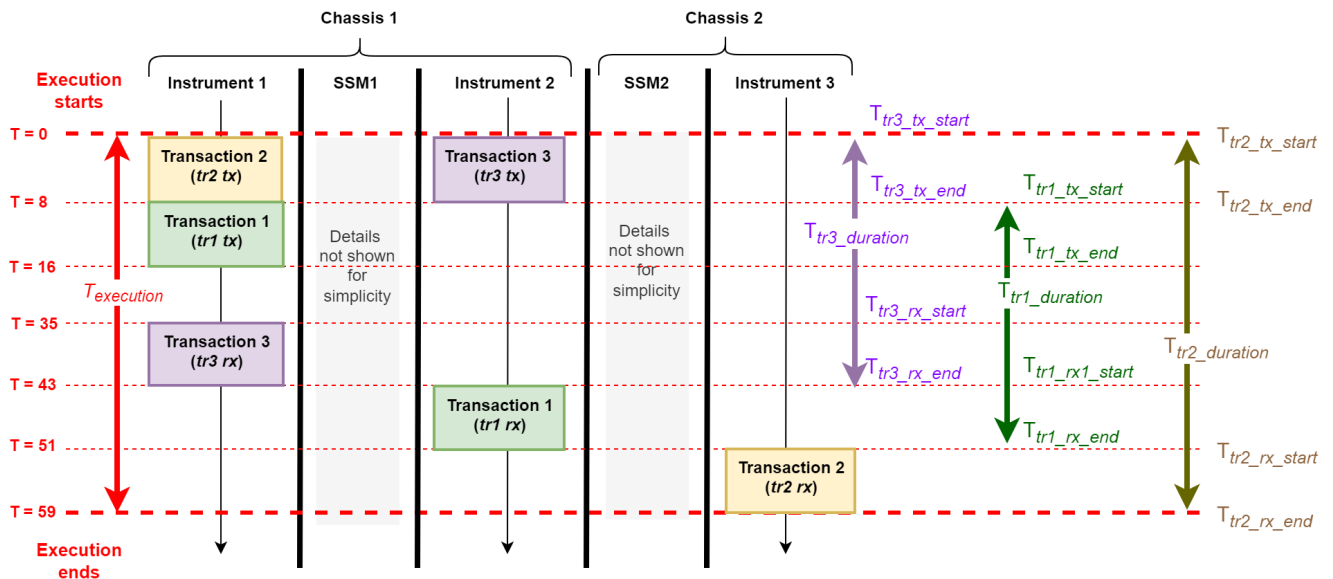 Chassis 1
Chassis 2
Execution
starts
Instrument 1
SSM1
Instrument 2
SSM2
Instrument 3
T = 0
T = 8
T = 16
T = 35
T = 43
T = 51
T = 59
Execution
ends
Texecution
Transaction 2
(tr2 tx)
Transaction 1
(tr1 tx)
Transaction 3
(tr3 rx)
Details
not shown
for
simplicity
Transaction 3
(tr3 tx)
Transaction 1
(tr1 rx)
Details
not shown
for
simplicity
Transaction 2
(tr2 rx)
Ttr3_tx_start
Ttr3_tx_end
Ttr3_duration
Ttr3_rx_start
Ttr3_rx_end
Ttr1_tx_start
Ttr1_tx_end
Ttr1_duration
Ttr1_rx1_start
Ttr1_rx_end
Ttr2_tx_start
Ttr2_tx_end
Ttr2_duration
Ttr2_rx_start
Ttr2_rx_end